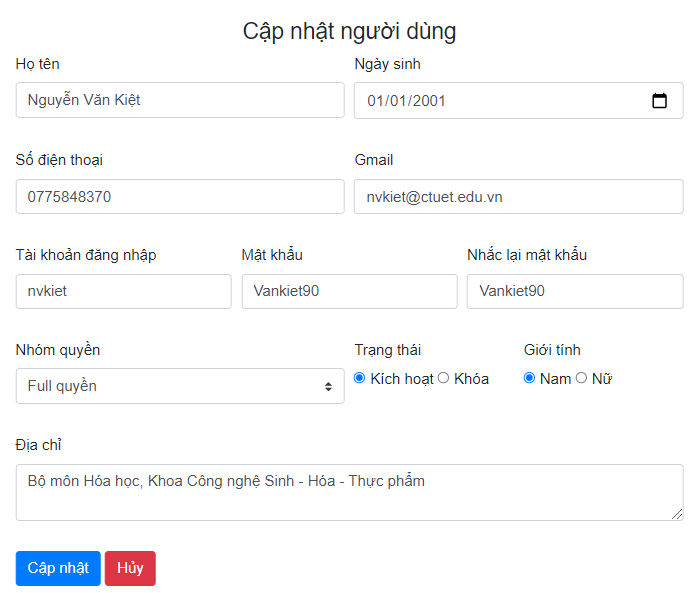 Cập nhật người dùng
Họ tên Ngày sinh
Nguyễn Văn Kiệt 01/01/2001
Số điện thoại Gmail
0775848370 nvkiet@ctuet.edu.vn
Tài khoản đăng nhập Mật khẩu Nhắc lại mật khẩu
nvkiet Vankiet90 Vankiet90
Nhóm quyền Trạng thái Giới tính
Full quyền Kích hoạt Khóa Nam Nữ
Địa chỉ
Bộ môn Hóa học, Khoa Công nghệ Sinh - Hóa - Thực phẩm
Cập nhật Hủy